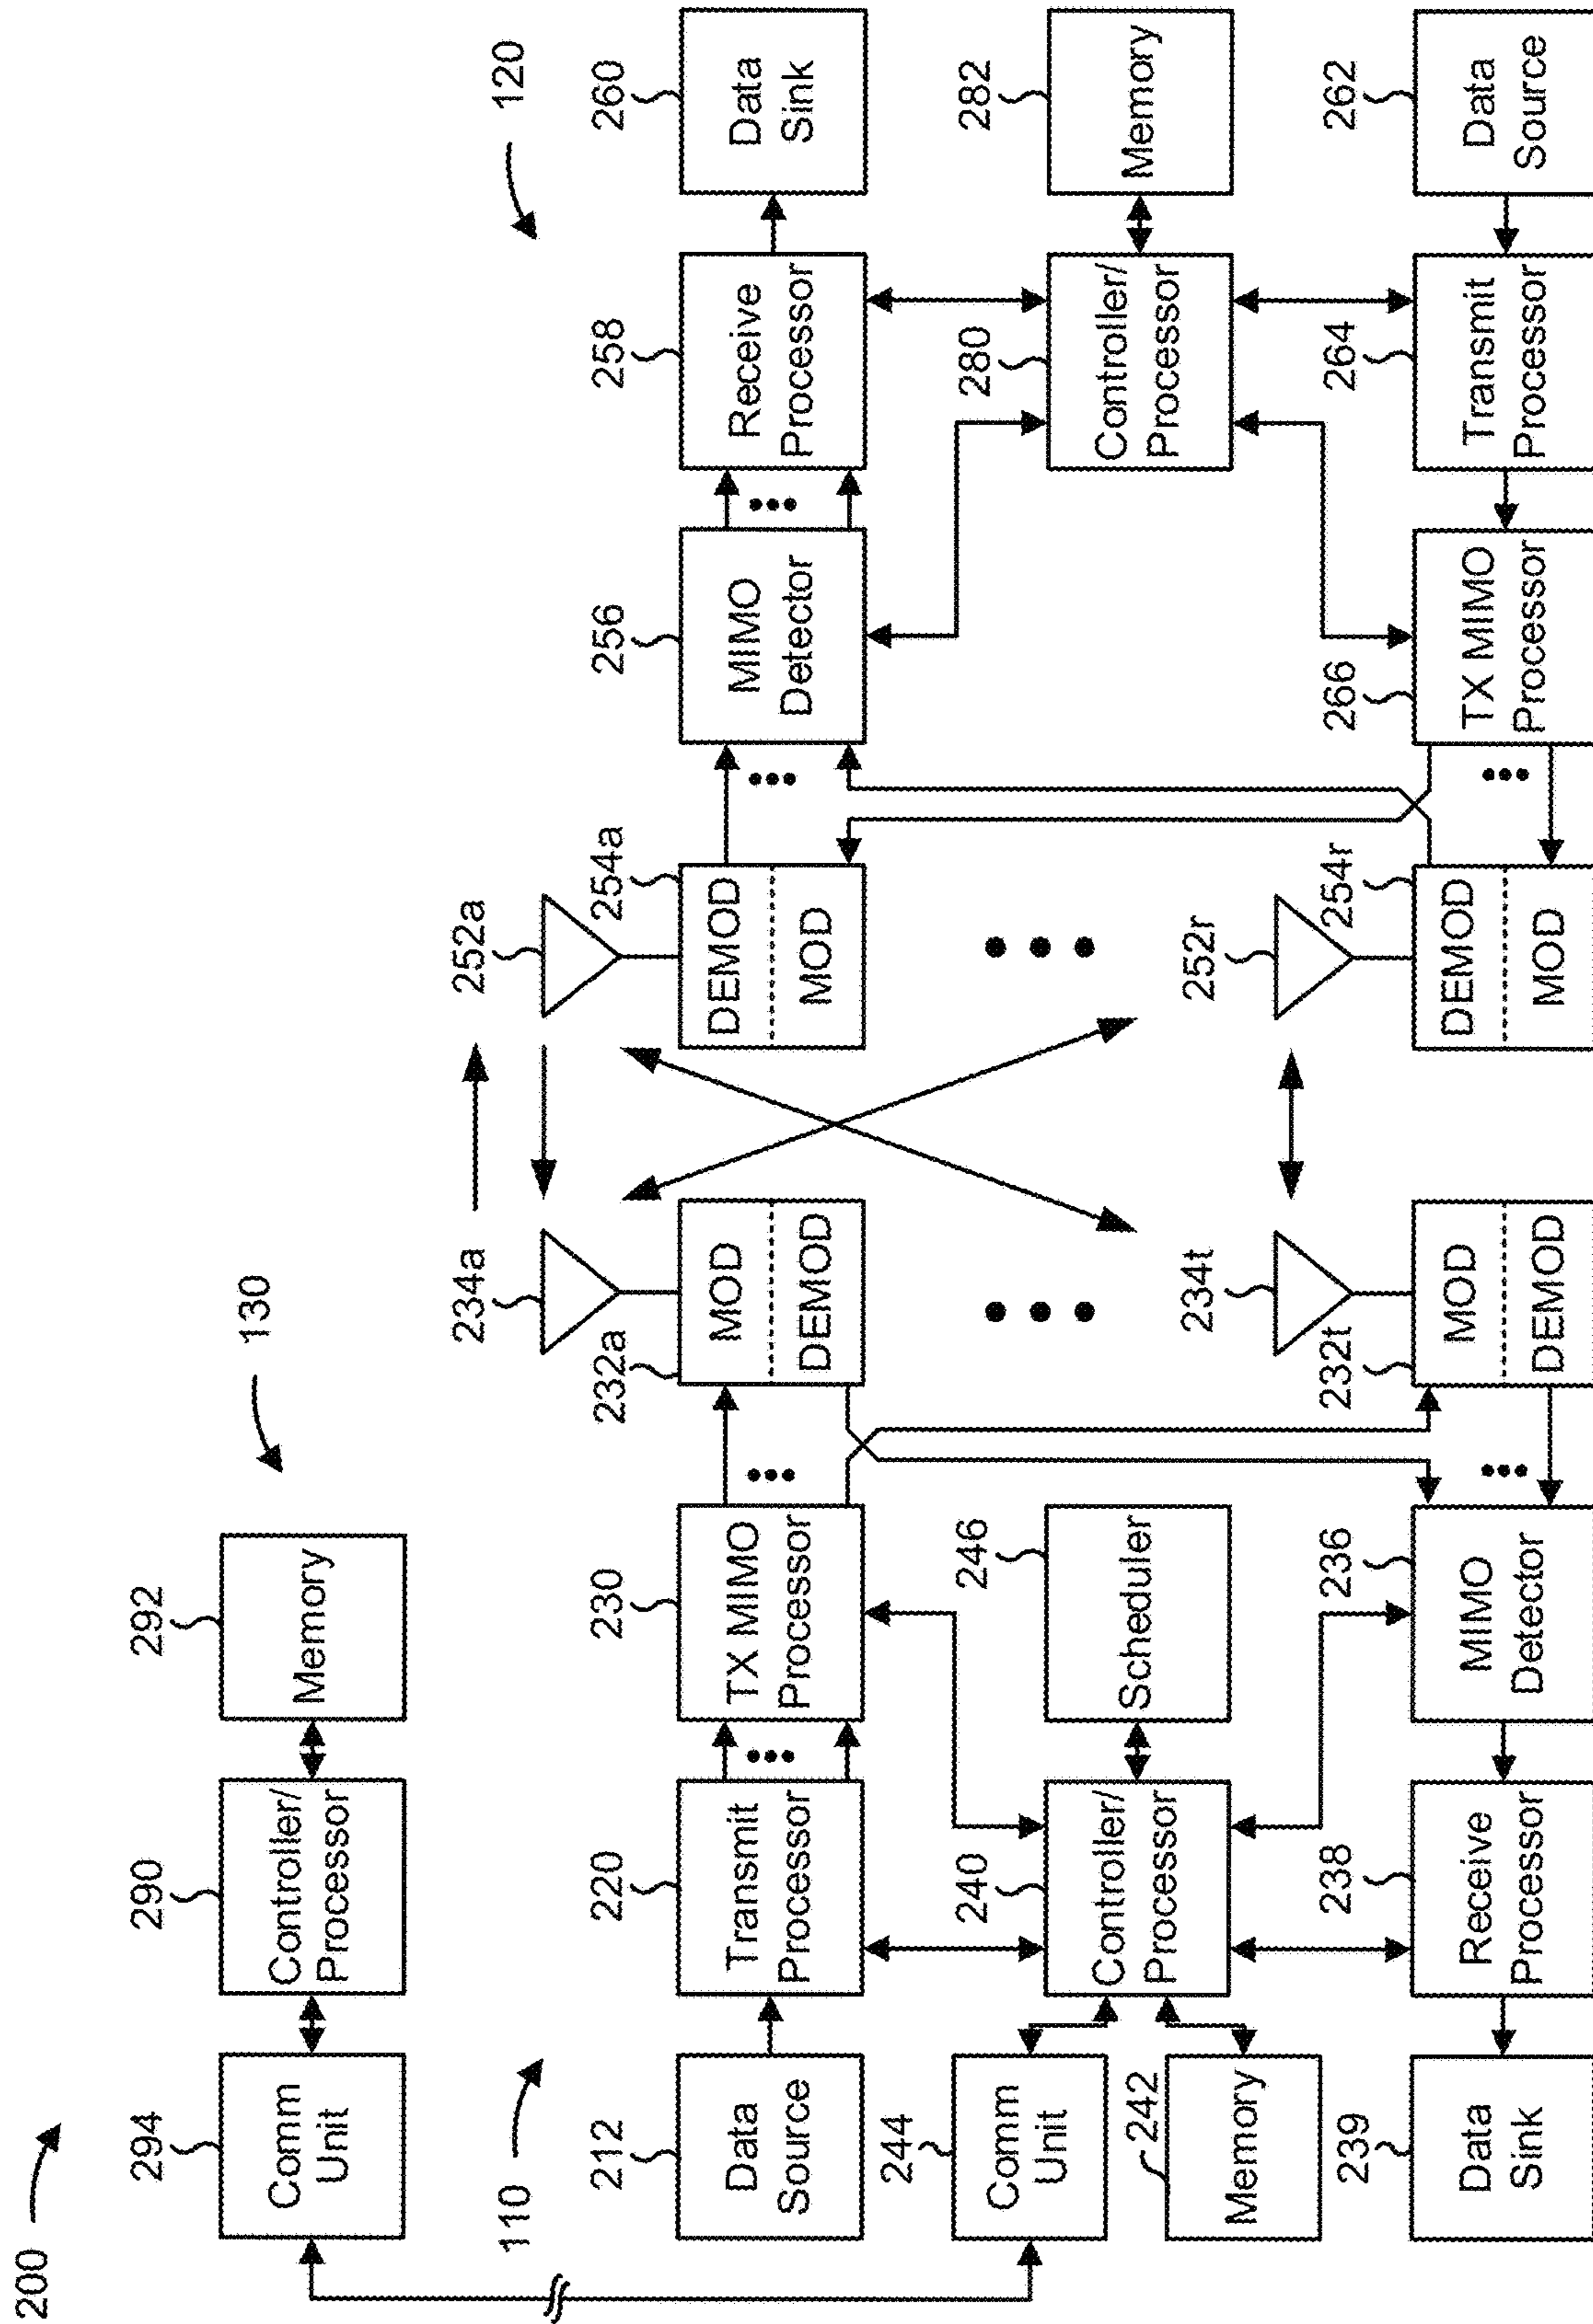 200
130
294
290
292
Comm
Unit
Controller/
Processor
Memory
110
120
212
220
230
232a
234a
252a
254a
256
258
260
Data
Source
Transmit
Processor
TX MIMO
Processor
MOD
DEMOD
DEMOD
MOD
MIMO
Detector
Receive
Processor
Data
Sink
244
240
246
280
282
Comm
Unit
242
Memory
Controller/
Processor
Scheduler
Controller/
Processor
Memory
239
238
236
232t
234t
252r
254r
266
264
262
Data
Sink
Receive
Processor
MIMO
Detector
MOD
DEMOD
DEMOD
MOD
TX MIMO
Processor
Transmit
Processor
Data
Source